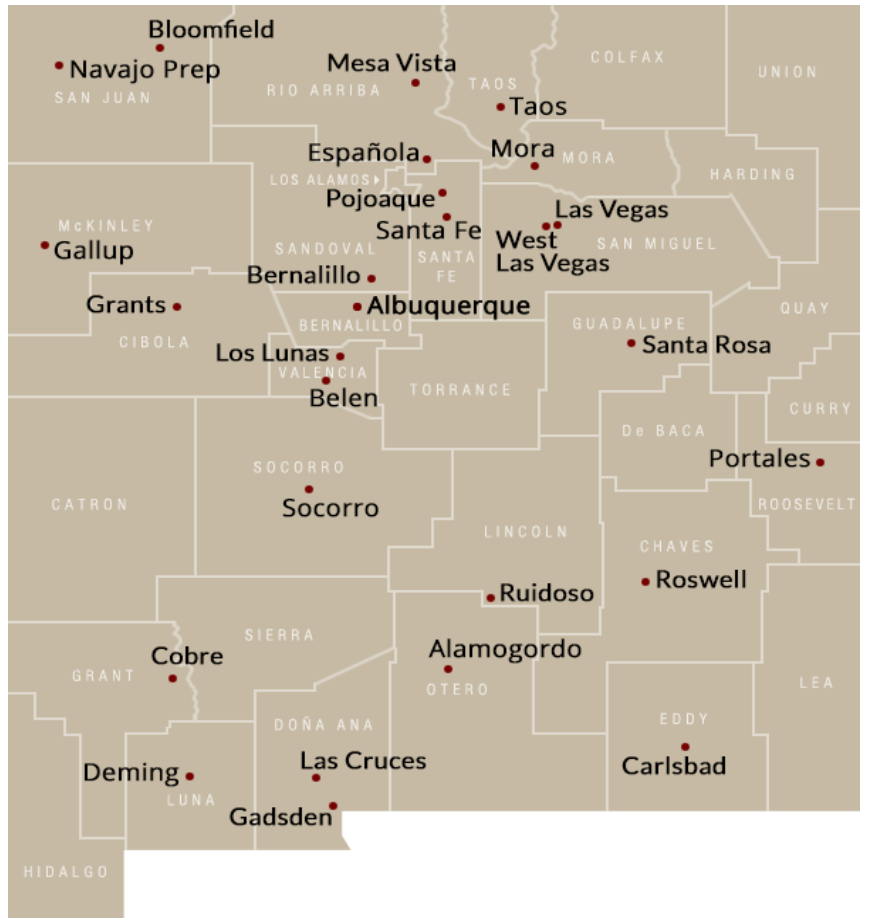 Bloomfield
Navajo Prep
SAN JUAN
Mesa Vista
RIO ARRIBA
TAOS
Taos
COLFAX
UNION
Española
Mora
MORA
HARDING
LOS ALAMOS
Pojoaque
Santa Fe
McKINLEY
Gallup
SANDOVAL
SANTA
FE
Las Vegas
West
Las Vegas
SAN MIGUEL
Bernalillo
Grants
CIBOLA
Albuquerque
BERNALILLO
GUADALUPE
QUAY
Los Lunas
VALENCIA
Belen
Santa Rosa
TORRANCE
CURRY
De BACA
Portales
ROOSEVELT
SOCORRO
Socorro
CATRON
LINCOLN
CHAVES
Roswell
Ruidoso
SIERRA
Cobre
GRANT
Alamogordo
OTERO
LEA
DOÑA ANA
EDDY
Carlsbad
Las Cruces
Deming
LUNA
Gadsden
HIDALGO